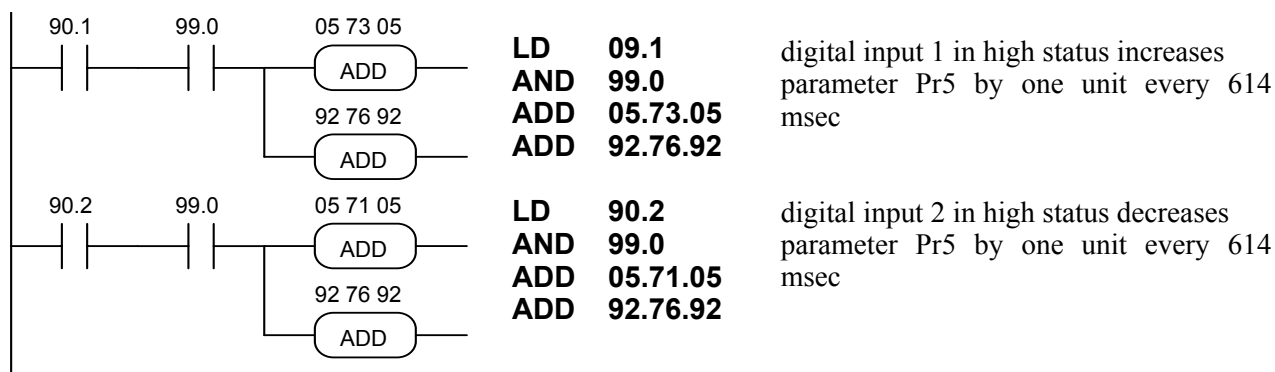 90.1 99.0 05 73 05
ADD
92 76 92
ADD
LD 09.1
AND 99.0
ADD 05.73.05
ADD 92.76.92
digital input 1 in high status increases
parameter Pr5 by one unit every 614
msec
90.2 99.0 05 71 05
ADD
92 76 92
ADD
LD 90.2
AND 99.0
ADD 05.71.05
ADD 92.76.92
digital input 2 in high status decreases
parameter Pr5 by one unit every 614
msec